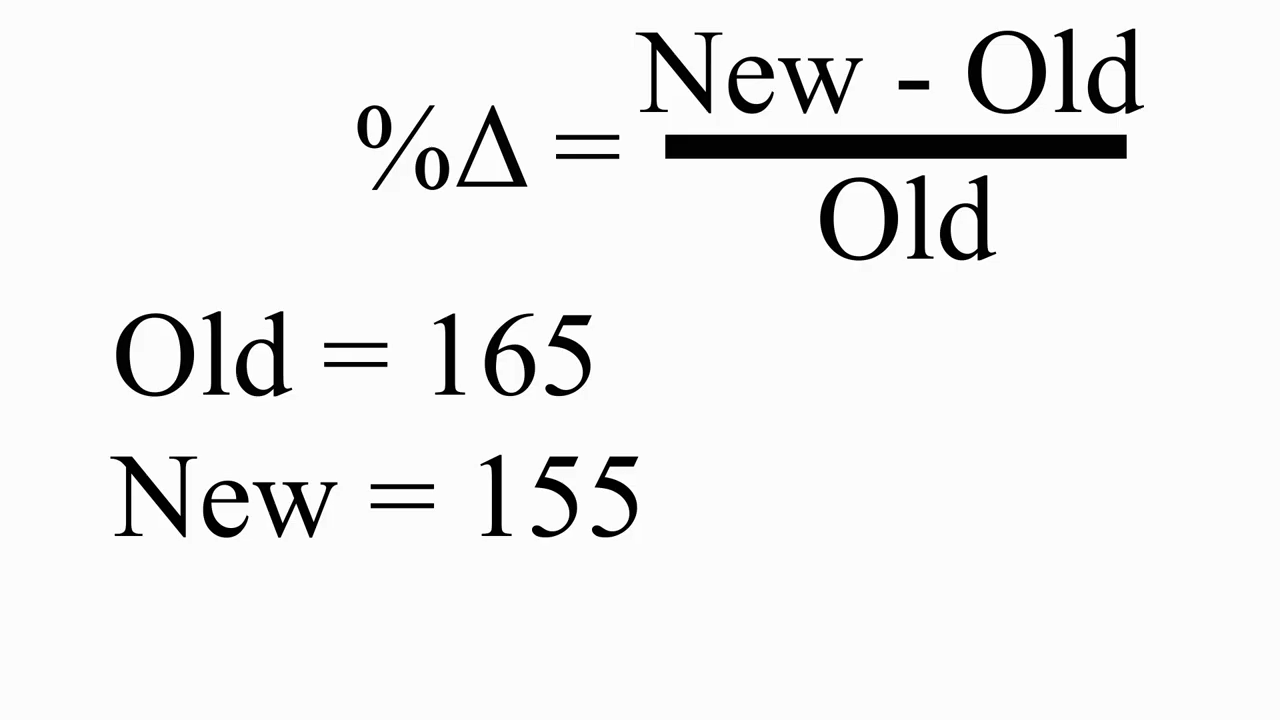 %Δ = New - Old
Old
Old = 165
New = 155